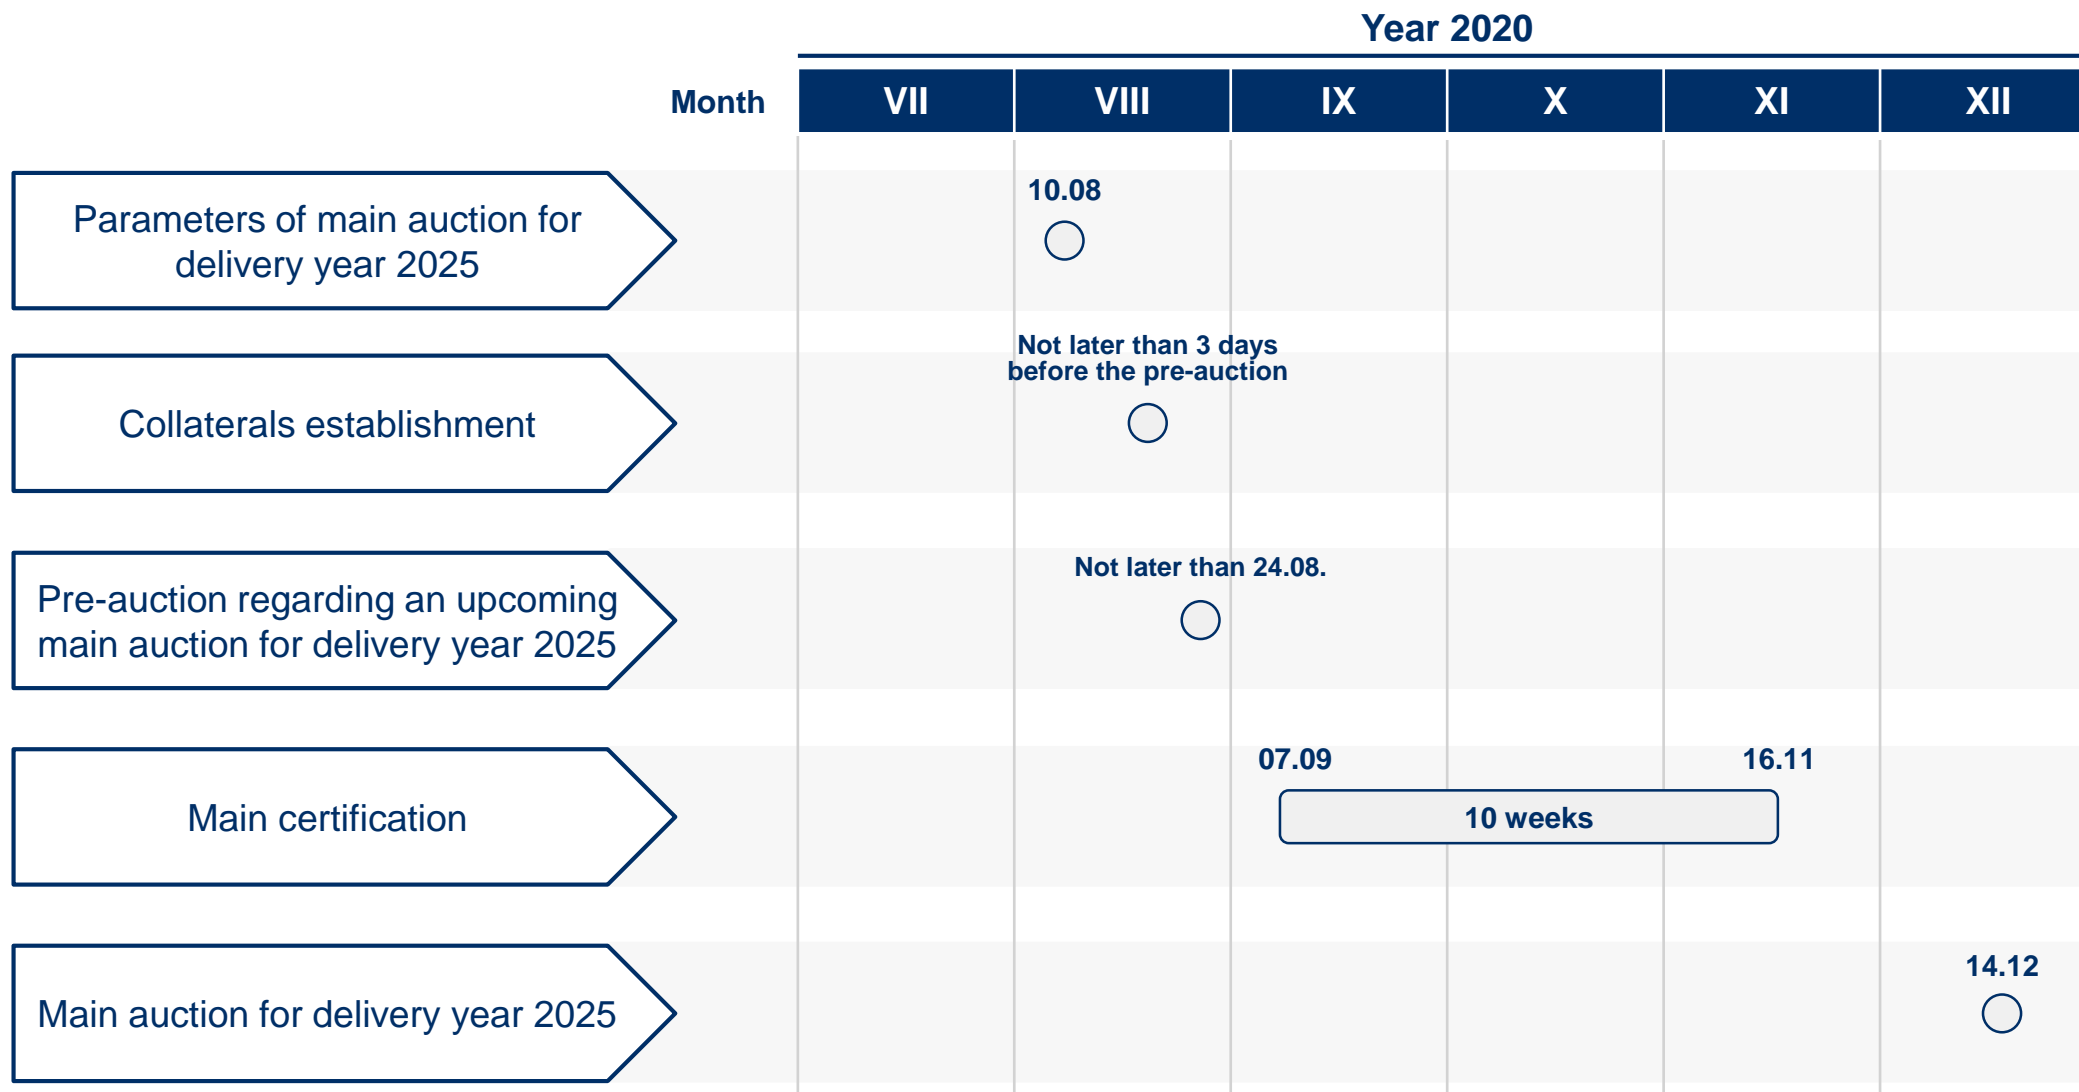 Year 2020
Month
VII
VIII
IX
X
XI
XII
Parameters of main auction for
delivery year 2025
10.08
Collaterals establishment
Not later than 3 days
before the pre-auction
Pre-auction regarding an upcoming
main auction for delivery year 2025
Not later than 24.08.
Main certification
07.09
16.11
10 weeks
Main auction for delivery year 2025
14.12